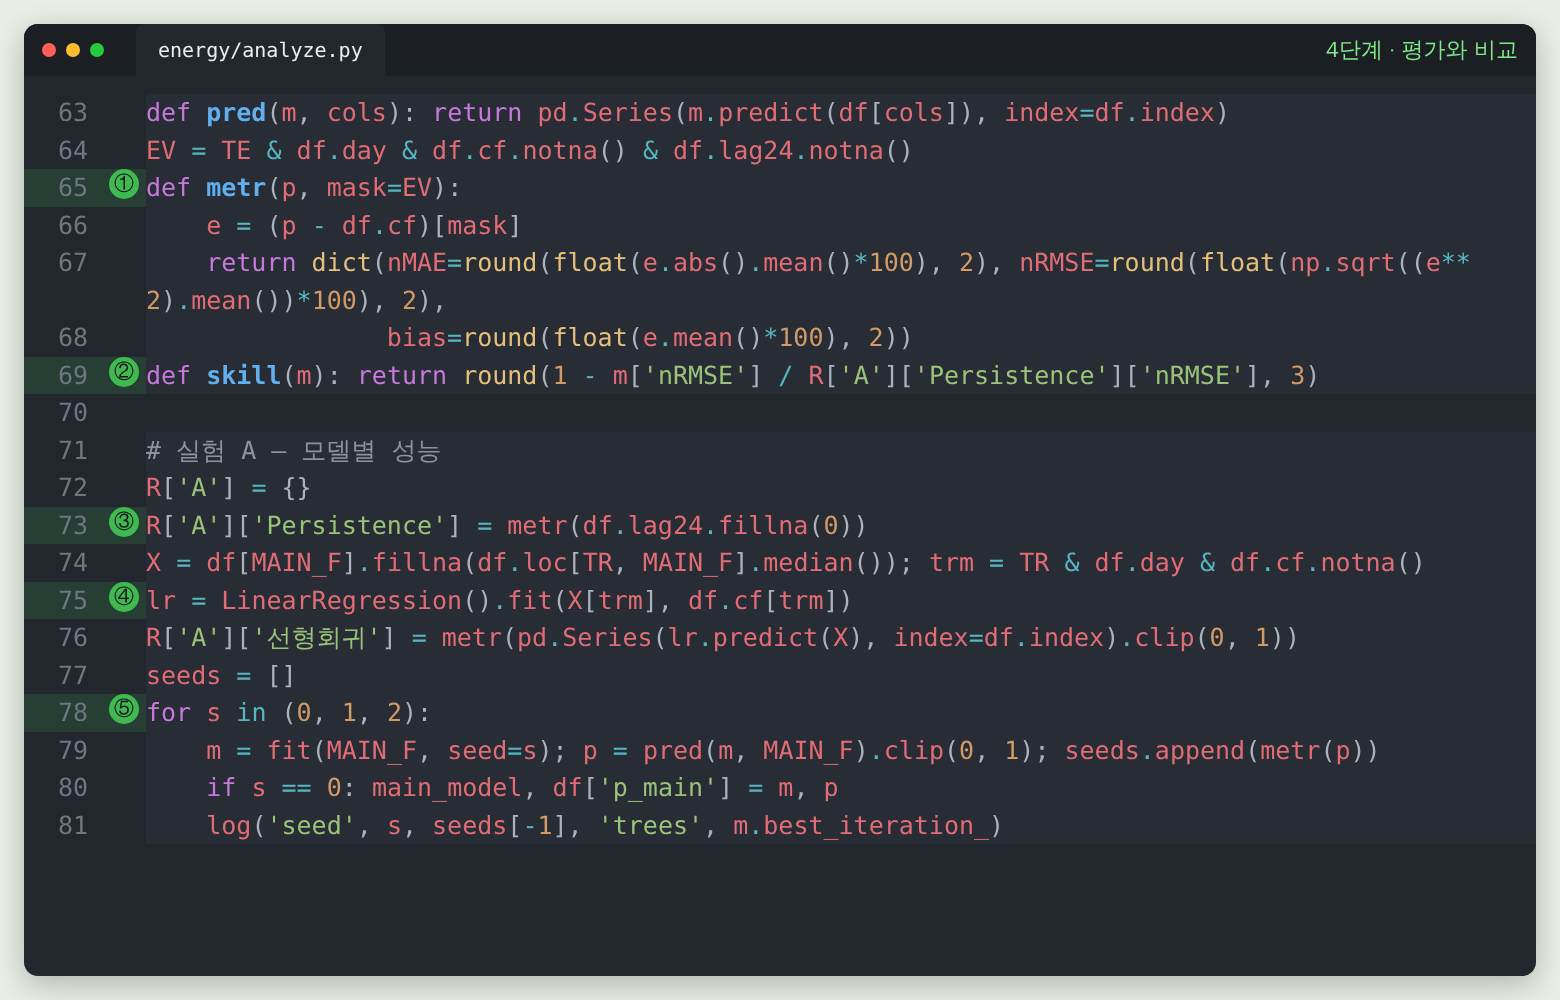 energy/analyze.py
4단계 · 평가와 비교
63 def pred(m, cols): return pd.Series(m.predict(df[cols]), index=df.index)
64 EV = TE & df.day & df.cf.notna() & df.lag24.notna()
65 ① def metr(p, mask=EV):
66     e = (p - df.cf)[mask]
67     return dict(nMAE=round(float(e.abs().mean()*100), 2), nRMSE=round(float(np.sqrt((e**
2).mean())*100), 2),
68                 bias=round(float(e.mean()*100), 2))
69 ② def skill(m): return round(1 - m['nRMSE'] / R['A']['Persistence']['nRMSE'], 3)
70
71 # 실험 A — 모델별 성능
72 R['A'] = {}
73 ③ R['A']['Persistence'] = metr(df.lag24.fillna(0))
74 X = df[MAIN_F].fillna(df.loc[TR, MAIN_F].median()); trm = TR & df.day & df.cf.notna()
75 ④ lr = LinearRegression().fit(X[trm], df.cf[trm])
76 R['A']['선형회귀'] = metr(pd.Series(lr.predict(X), index=df.index).clip(0, 1))
77 seeds = []
78 ⑤ for s in (0, 1, 2):
79     m = fit(MAIN_F, seed=s); p = pred(m, MAIN_F).clip(0, 1); seeds.append(metr(p))
80     if s == 0: main_model, df['p_main'] = m, p
81     log('seed', s, seeds[-1], 'trees', m.best_iteration_)